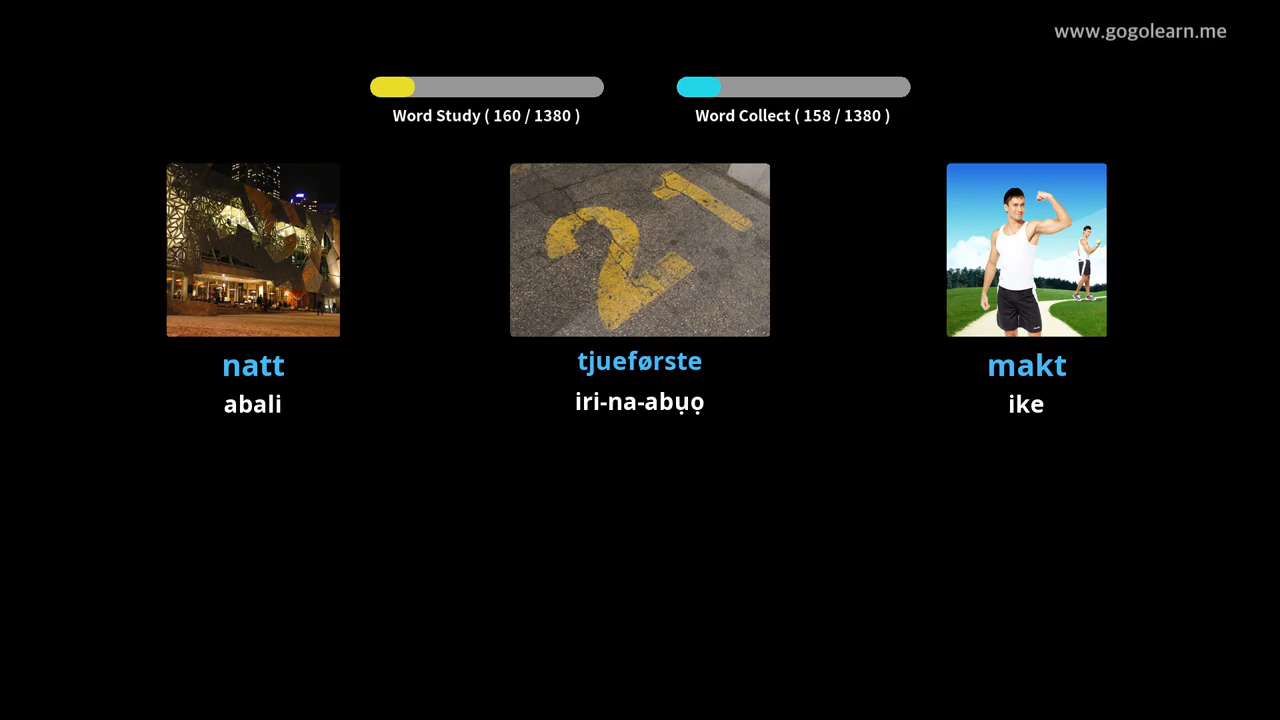 www.gogolearn.me
Word Study ( 160 / 1380 )
Word Collect ( 158 / 1380 )
21
natt
tjueførste
makt
abali
iri-na-abụọ
ike